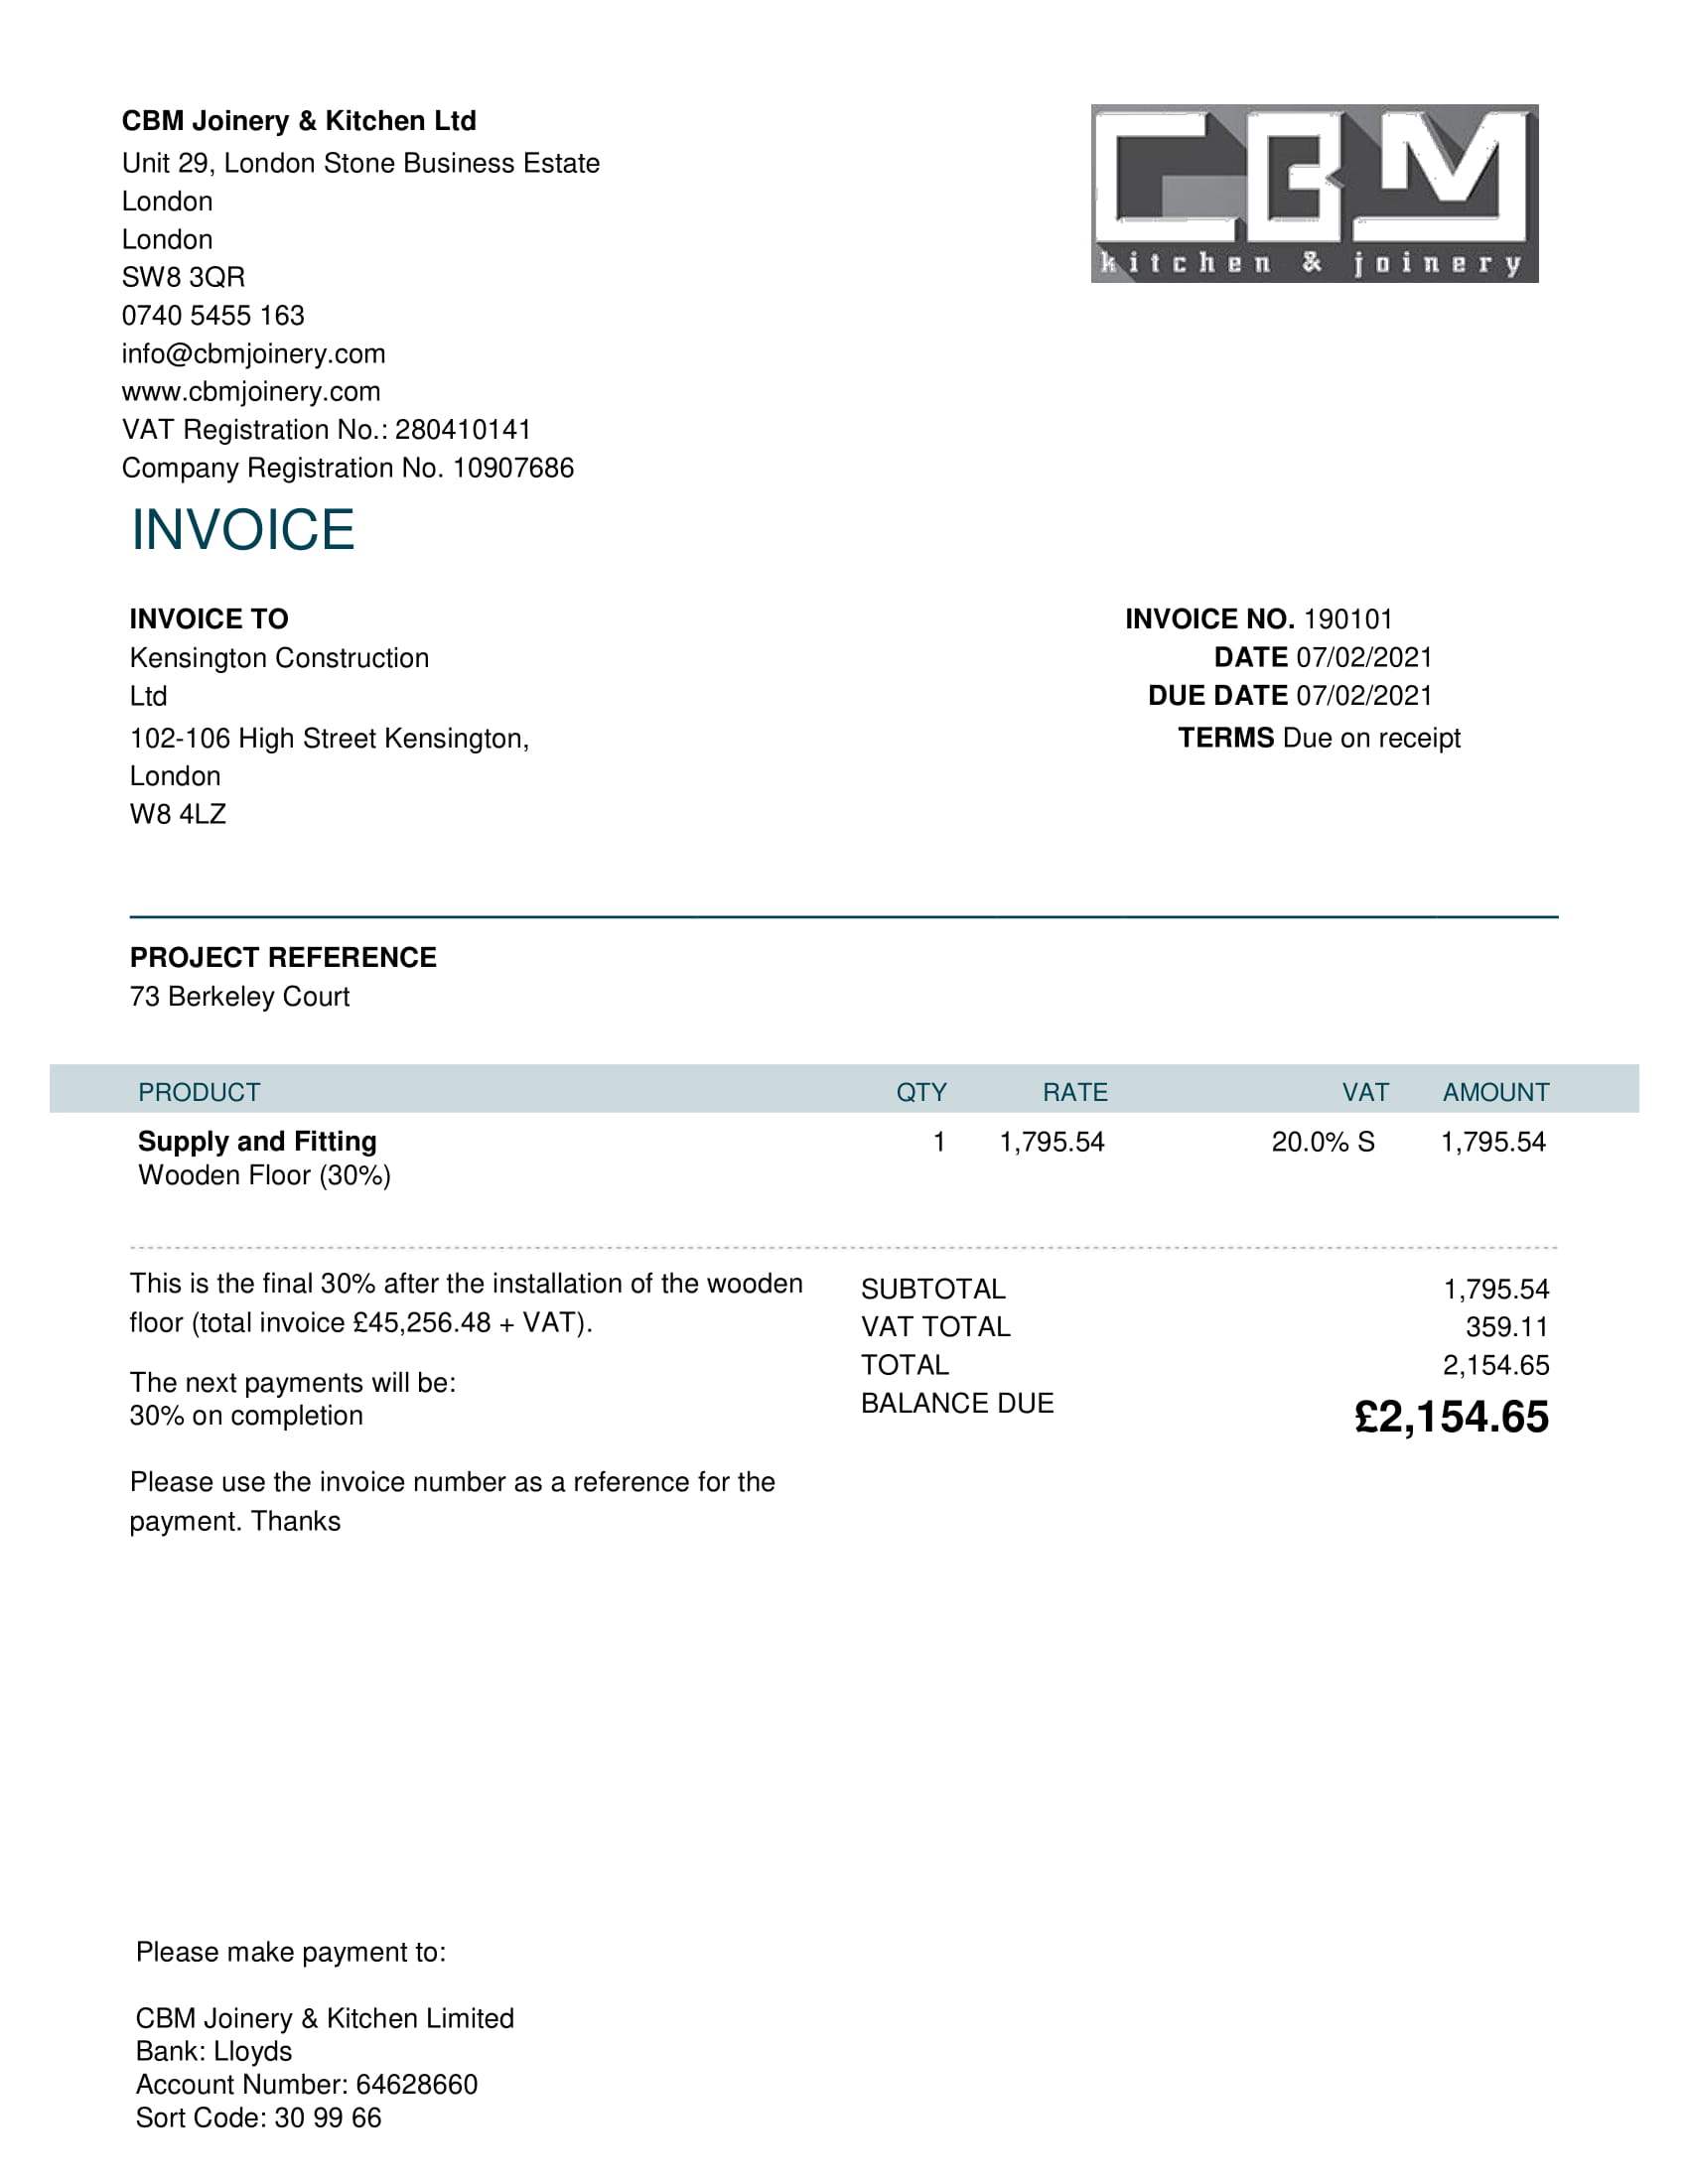 CBM Joinery & Kitchen Ltd
Unit 29, London Stone Business Estate
London
London
SW8 3QR
0740 5455 163
info@cbmjoinery.com
www.cbmjoinery.com
VAT Registration No.: 280410141
Company Registration No. 10907686
CBM
kitchen & joinery
INVOICE
INVOICE TO
Kensington Construction
Ltd
102-106 High Street Kensington,
London
W8 4LZ
INVOICE NO. 190101
DATE 07/02/2021
DUE DATE 07/02/2021
TERMS Due on receipt
PROJECT REFERENCE
73 Berkeley Court
PRODUCT QTY RATE VAT AMOUNT
Supply and Fitting 1 1,795.54 20.0% S 1,795.54
Wooden Floor (30%)
This is the final 30% after the installation of the wooden
floor (total invoice £45,256.48 + VAT).
The next payments will be:
30% on completion
Please use the invoice number as a reference for the
payment. Thanks
SUBTOTAL 1,795.54
VAT TOTAL 359.11
TOTAL 2,154.65
BALANCE DUE £2,154.65
Please make payment to:
CBM Joinery & Kitchen Limited
Bank: Lloyds
Account Number: 64628660
Sort Code: 30 99 66